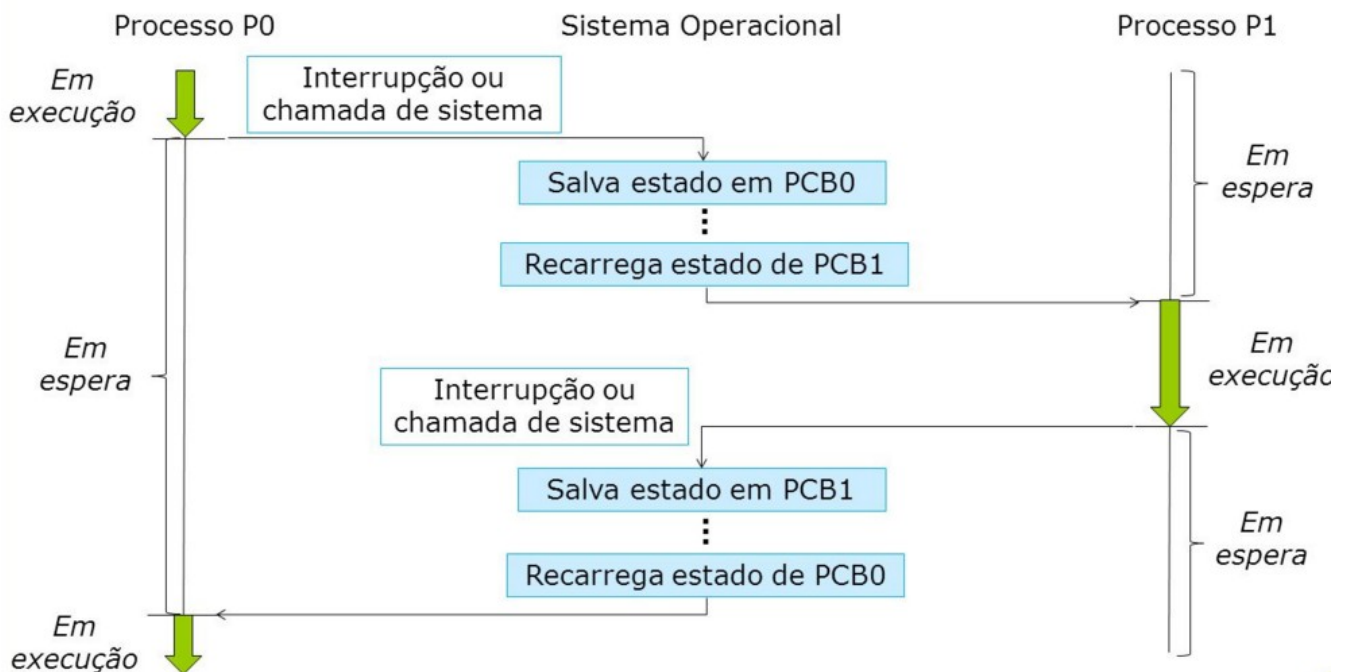 Processo P0
Sistema Operacional
Processo P1
Em
execução
Interrupção ou
chamada de sistema
Em
espera
Salva estado em PCB0
Recarrega estado de PCB1
Em
espera
Em
execução
Interrupção ou
chamada de sistema
Salva estado em PCB1
Em
espera
Recarrega estado de PCB0
Em
execução